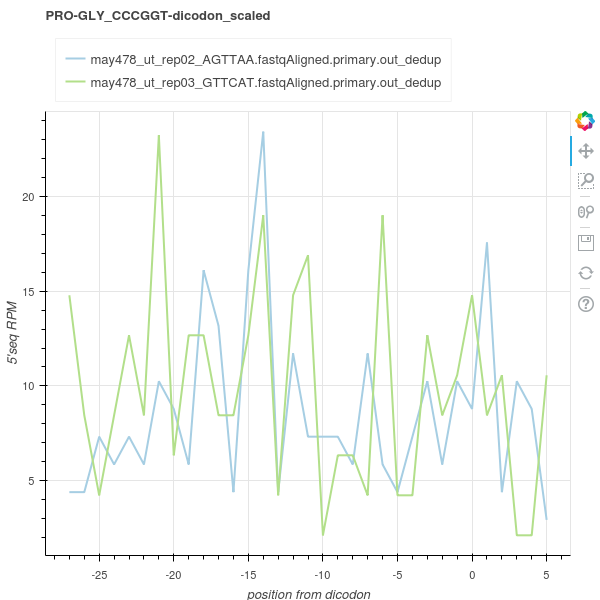 PRO-GLY_CCCGGT-dicodon_scaled
may478_ut_rep02_AGTTAA.fastqAligned.primary.out_dedup
may478_ut_rep03_GTTCAT.fastqAligned.primary.out_dedup
20
15
10
5
5'seq RPM
-25 -20 -15 -10 -5 0 5
position from dicodon